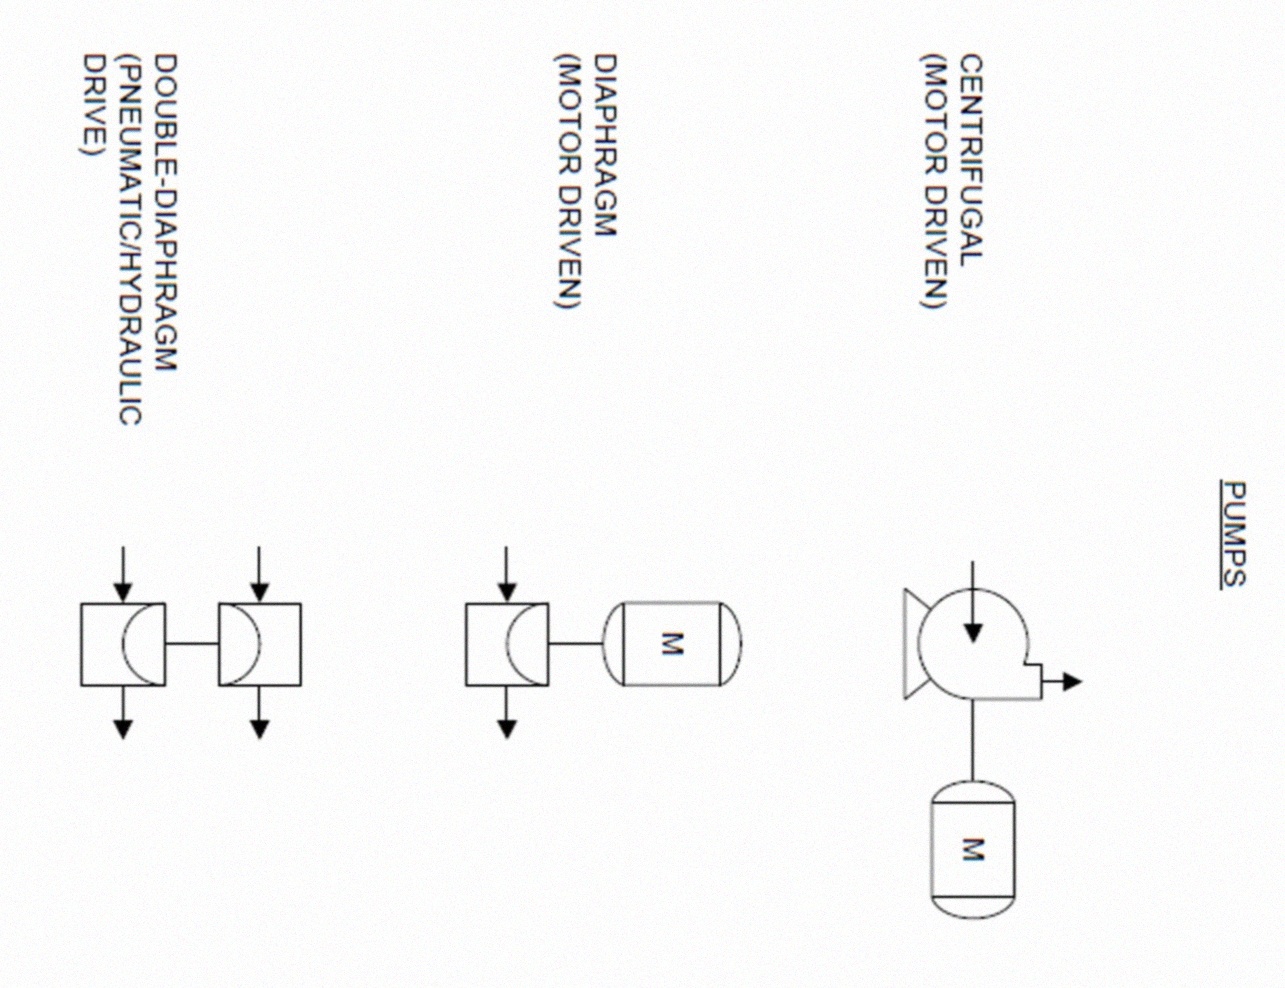 PUMPS
CENTRIFUGAL
(MOTOR DRIVEN)
M
DIAPHRAGM
(MOTOR DRIVEN)
M
DOUBLE-DIAPHRAGM
(PNEUMATIC/HYDRAULIC
DRIVE)